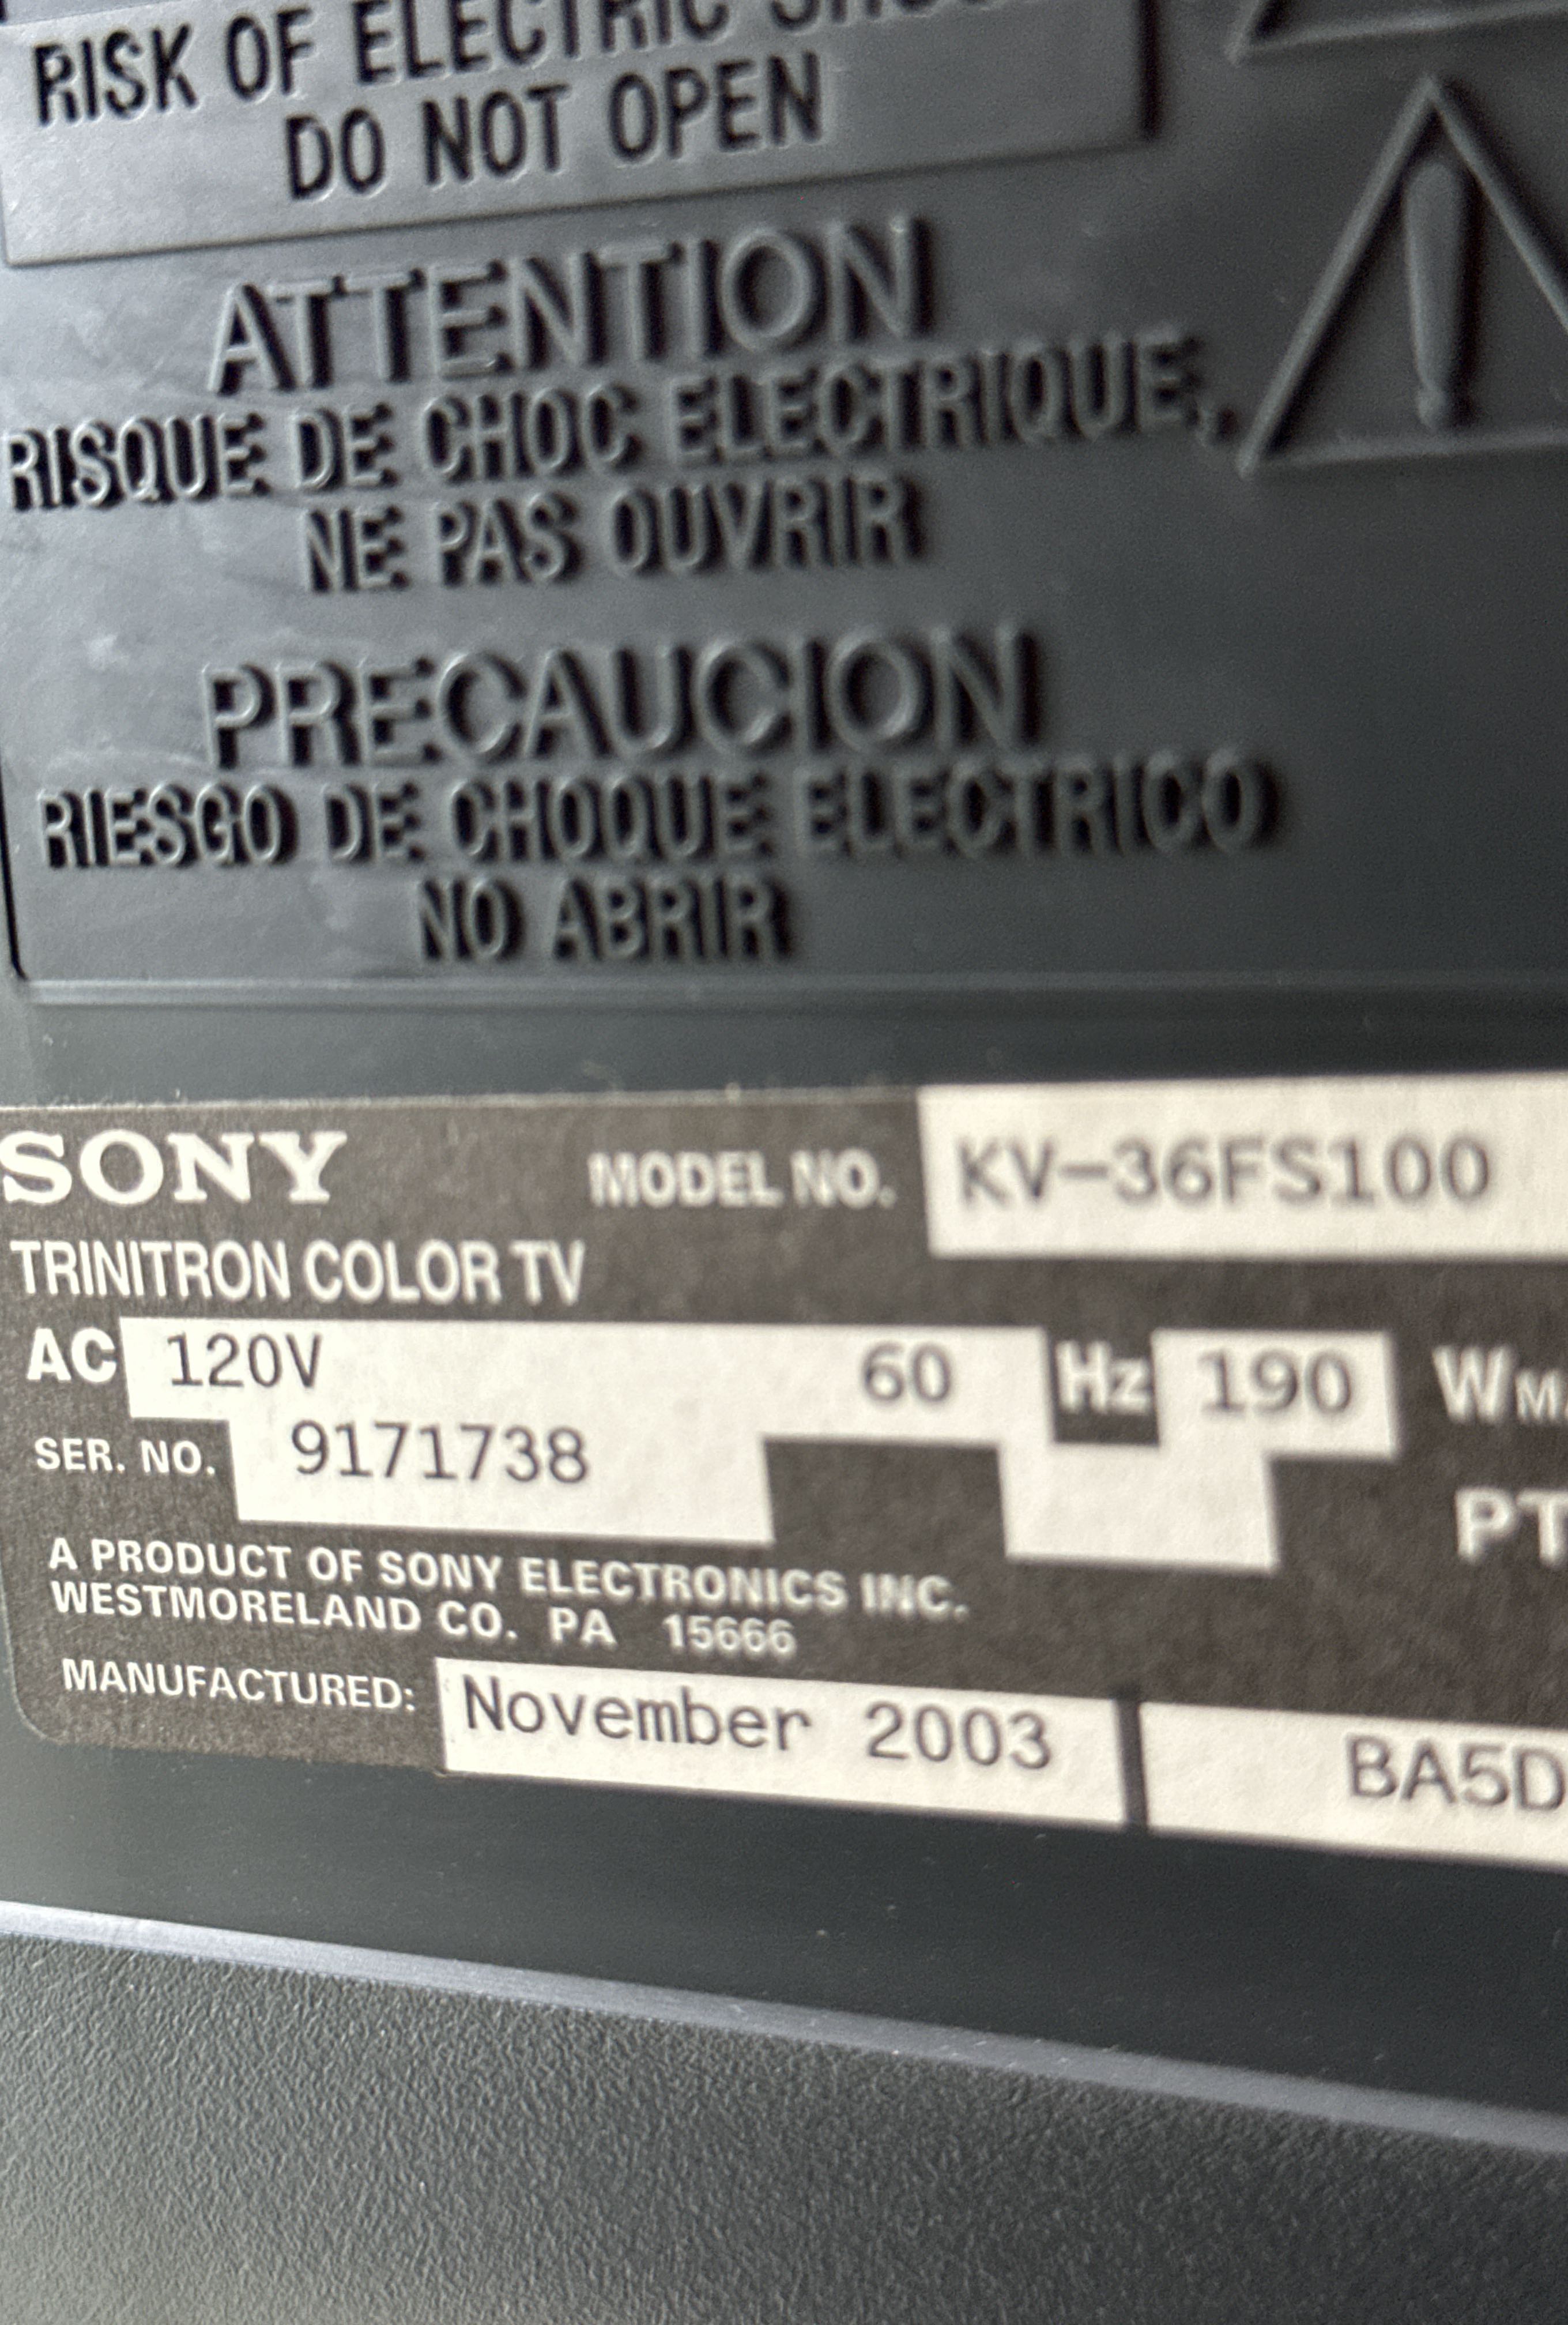 RISK OF ELECTRIC SHOCK
DO NOT OPEN
ATTENTION
RISQUE DE CHOC ELECTRIQUE,
NE PAS OUVRIR
PRECAUCION
RIESGO DE CHOQUE ELECTRICO
NO ABRIR
SONY MODEL NO. KV-36FS100
TRINITRON COLOR TV
AC 120V 60 Hz 190 WM
SER. NO. 9171738 PT
A PRODUCT OF SONY ELECTRONICS INC.
WESTMORELAND CO. PA 15666
MANUFACTURED: November 2003 BA5D